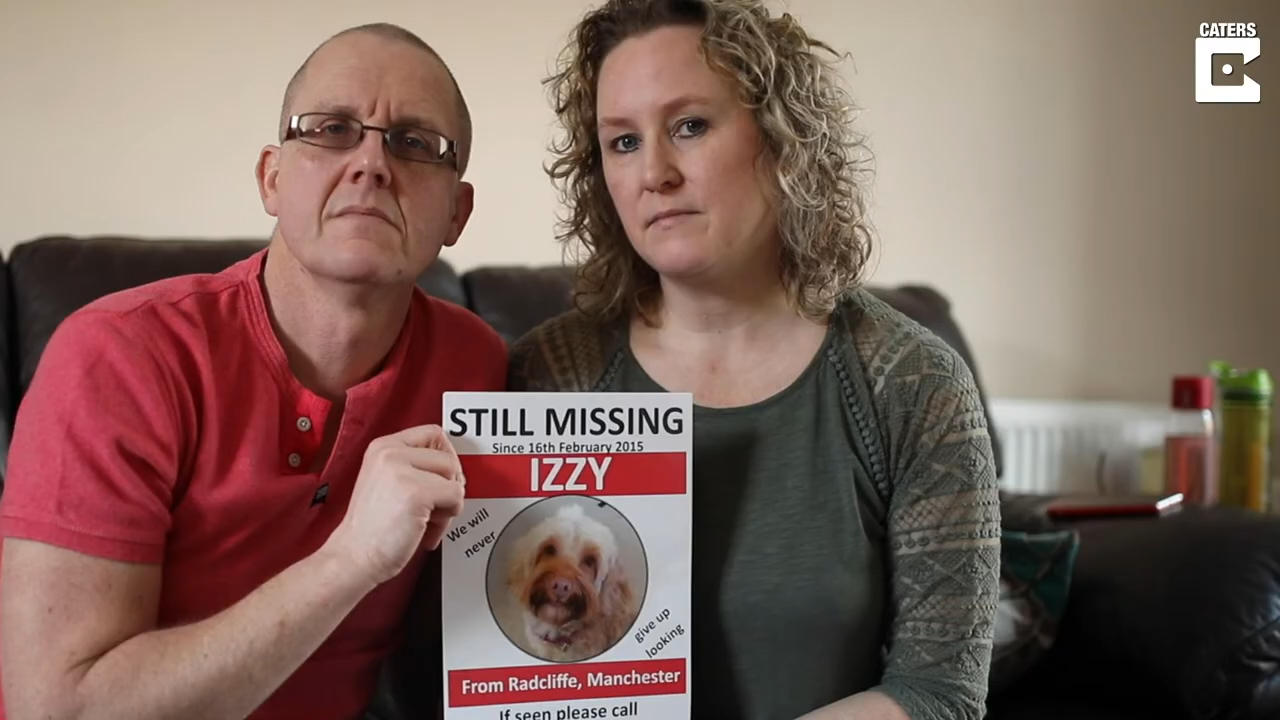 CATERS
STILL MISSING
Since 16th February 2015
IZZY
We will
never
give up
looking
From Radcliffe, Manchester
If seen please call